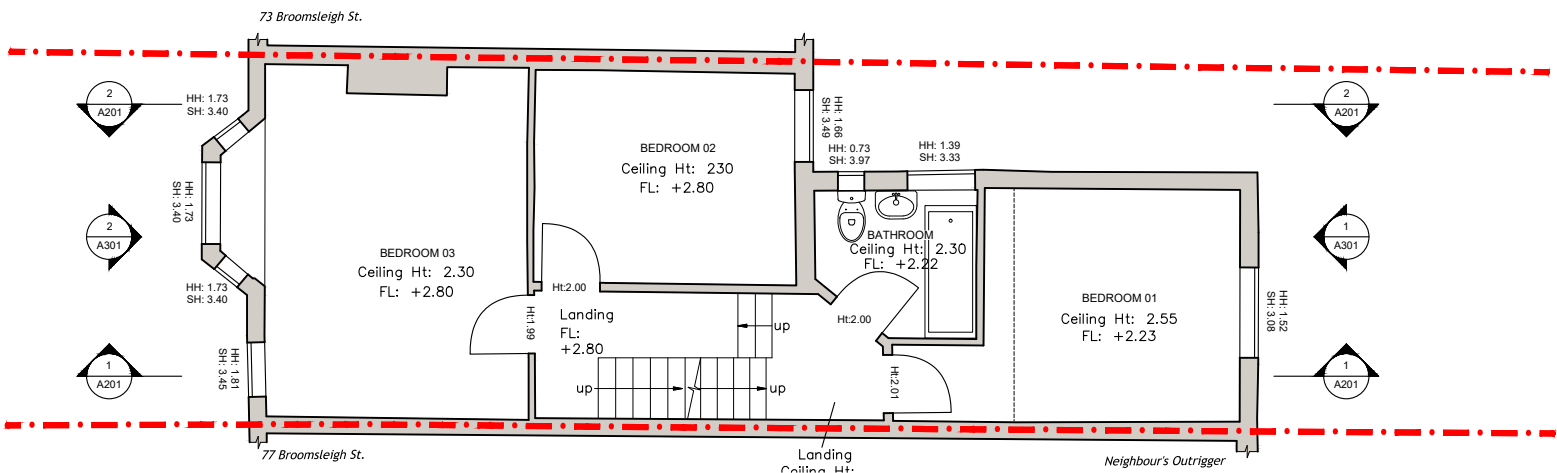 73 Broomsleigh St.
2
A201
HH: 1.73
SH: 3.40
HH: 1.73
SH: 3.40
2
A301
HH: 1.73
SH: 3.40
HH: 1.81
SH: 3.45
1
A201
BEDROOM 03
Ceiling Ht: 2.30
FL: +2.80
BEDROOM 02
Ceiling Ht: 230
FL: +2.80
HH: 1.66
SH: 3.49
HH: 0.73
SH: 3.97
HH: 1.39
SH: 3.33
BATHROOM
Ceiling Ht: 2.30
FL: +2.22
Ht:2.00
Ht:1.99
Landing
FL:
+2.80
up
up
up
Ht:2.00
Ht:2.01
BEDROOM 01
Ceiling Ht: 2.55
FL: +2.23
HH: 1.52
SH: 3.08
2
A201
1
A301
1
A201
77 Broomsleigh St.
Landing
Ceiling Ht:
Neighbour's Outrigger